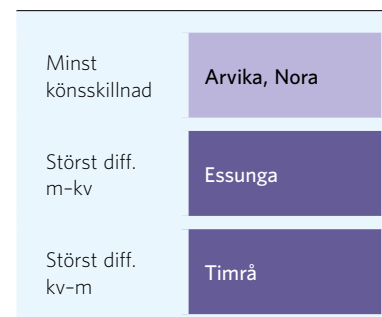 Minst
könsskillnad
Arvika, Nora
Störst diff.
m–kv
Essunga
Störst diff.
kv–m
Timrå